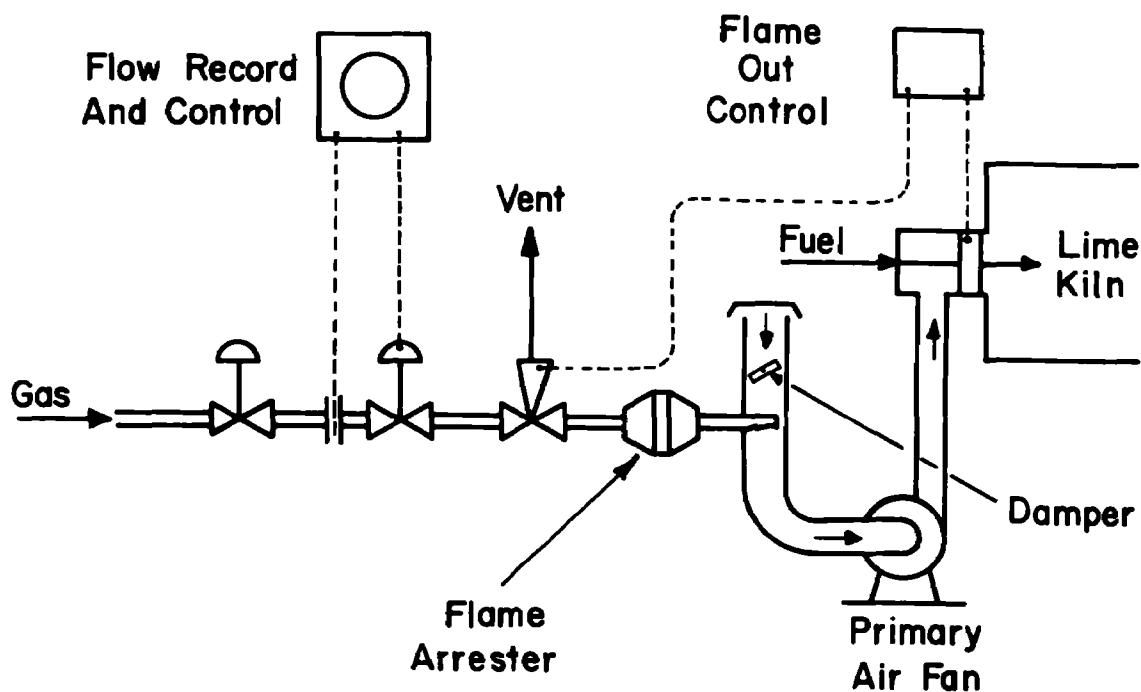 Flow Record
And Control
Flame
Out
Control
Vent
Fuel
Lime
Kiln
Gas
Damper
Flame
Arrester
Primary
Air Fan